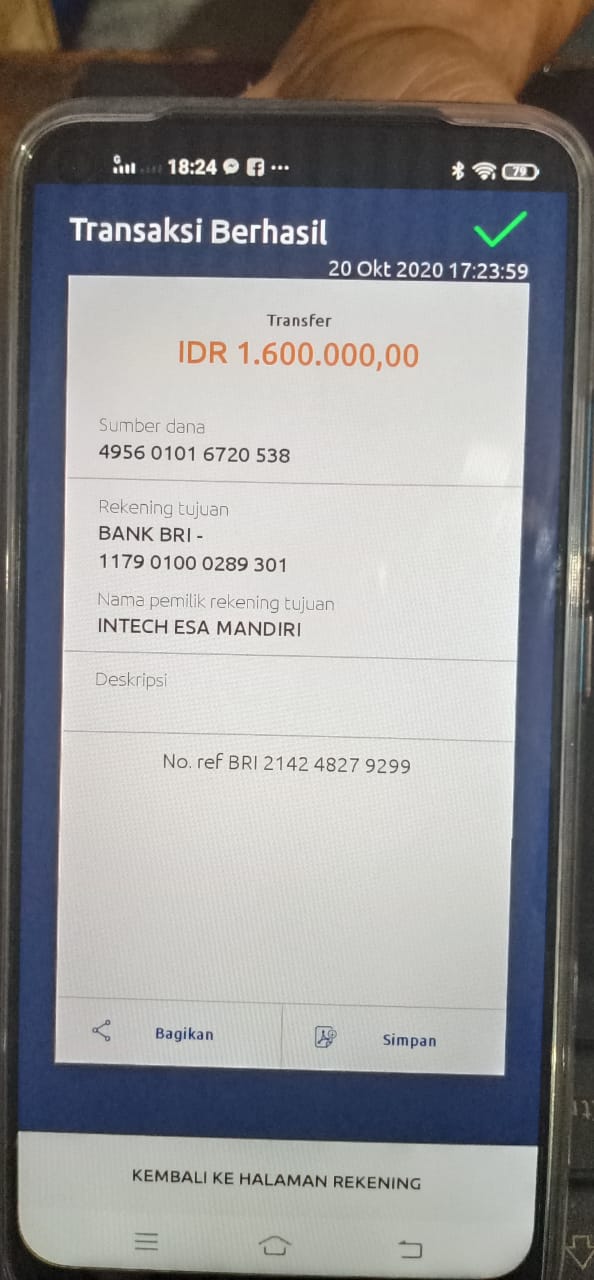 18:24
79
Transaksi Berhasil
20 Okt 2020 17:23:59
Transfer
IDR 1.600.000,00
Sumber dana
4956 0101 6720 538
Rekening tujuan
BANK BRI -
1179 0100 0289 301
Nama pemilik rekening tujuan
INTECH ESA MANDIRI
Deskripsi
No. ref BRI 2142 4827 9299
Bagikan Simpan
KEMBALI KE HALAMAN REKENING